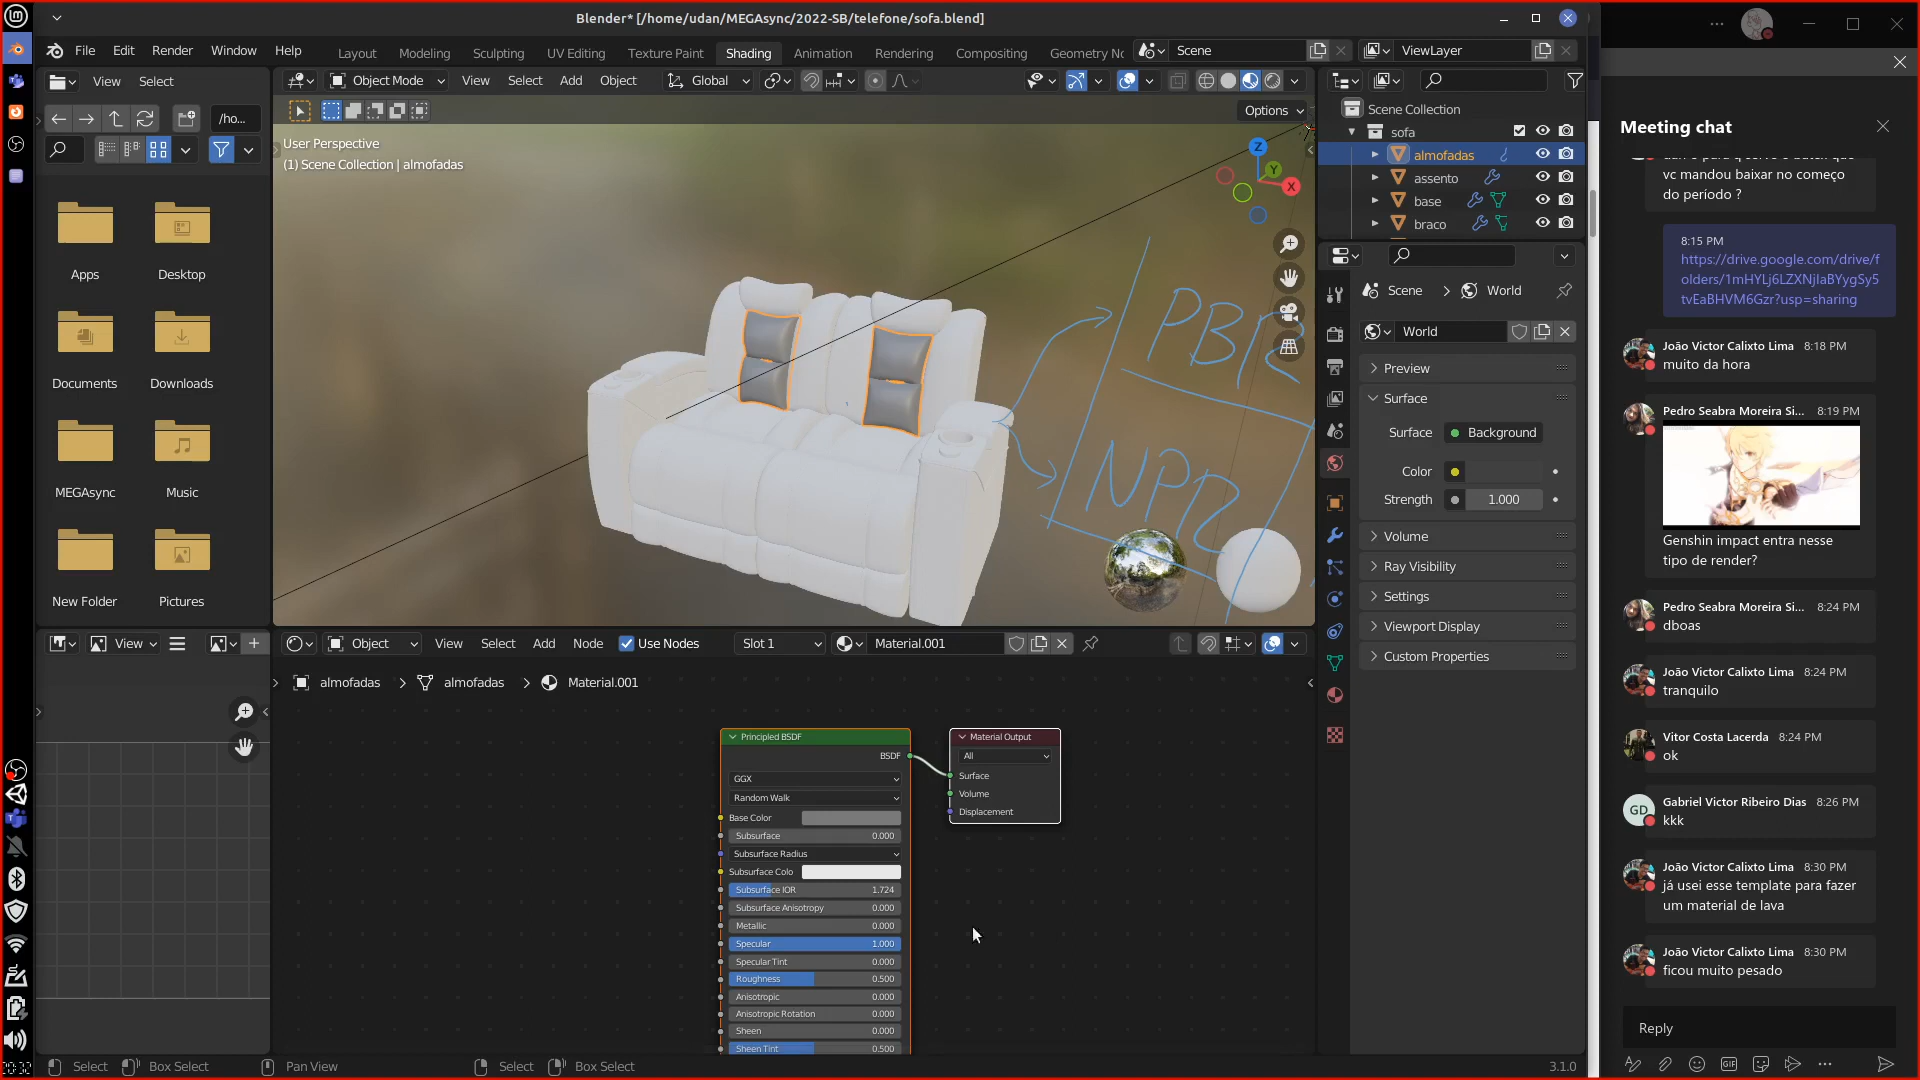 Blender* [/home/udan/MEGAsync/2022-SB/telefone/sofa.blend]
File Edit Render Window Help
Layout Modeling Sculpting UV Editing Texture Paint Shading Animation Rendering Compositing Geometry Nc
Scene
ViewLayer
View Select
Object Mode View Select Add Object Global
/ho...
Options
User Perspective
(1) Scene Collection | almofadas
Z
Y
X
PBR
NPR
Apps
Desktop
Documents
Downloads
MEGAsync
Music
New Folder
Pictures
Scene Collection
sofa
almofadas
assento
base
braco
Scene > World
World
Preview
Surface
Surface Background
Color
Strength 1.000
Volume
Ray Visibility
Settings
Viewport Display
Custom Properties
View
Object View Select Add Node Use Nodes Slot 1 Material.001
almofadas > almofadas > Material.001
Principled BSDF
BSDF
GGX
Random Walk
Base Color
Subsurface 0.000
Subsurface Radius
Subsurface Colo
Subsurface IOR 1.724
Subsurface Anisotropy 0.000
Metallic 0.000
Specular 1.000
Specular Tint 0.000
Roughness 0.500
Anisotropic 0.000
Anisotropic Rotation 0.000
Sheen 0.000
Sheen Tint 0.500
Material Output
All
Surface
Volume
Displacement
Select Box Select Pan View Select Box Select 3.1.0
Meeting chat
vc mandou baixar no começo
do período ?
8:15 PM
https://drive.google.com/drive/f
olders/1mHYLj6LZXNjIaBYygSy5
tvEaBHVM6Gzr?usp=sharing
João Victor Calixto Lima 8:18 PM
muito da hora
Pedro Seabra Moreira Si... 8:19 PM
Genshin impact entra nesse
tipo de render?
Pedro Seabra Moreira Si... 8:24 PM
dboas
João Victor Calixto Lima 8:24 PM
tranquilo
Vitor Costa Lacerda 8:24 PM
ok
GD
Gabriel Victor Ribeiro Dias 8:26 PM
kkk
João Victor Calixto Lima 8:30 PM
já usei esse template para fazer
um material de lava
João Victor Calixto Lima 8:30 PM
ficou muito pesado
Reply